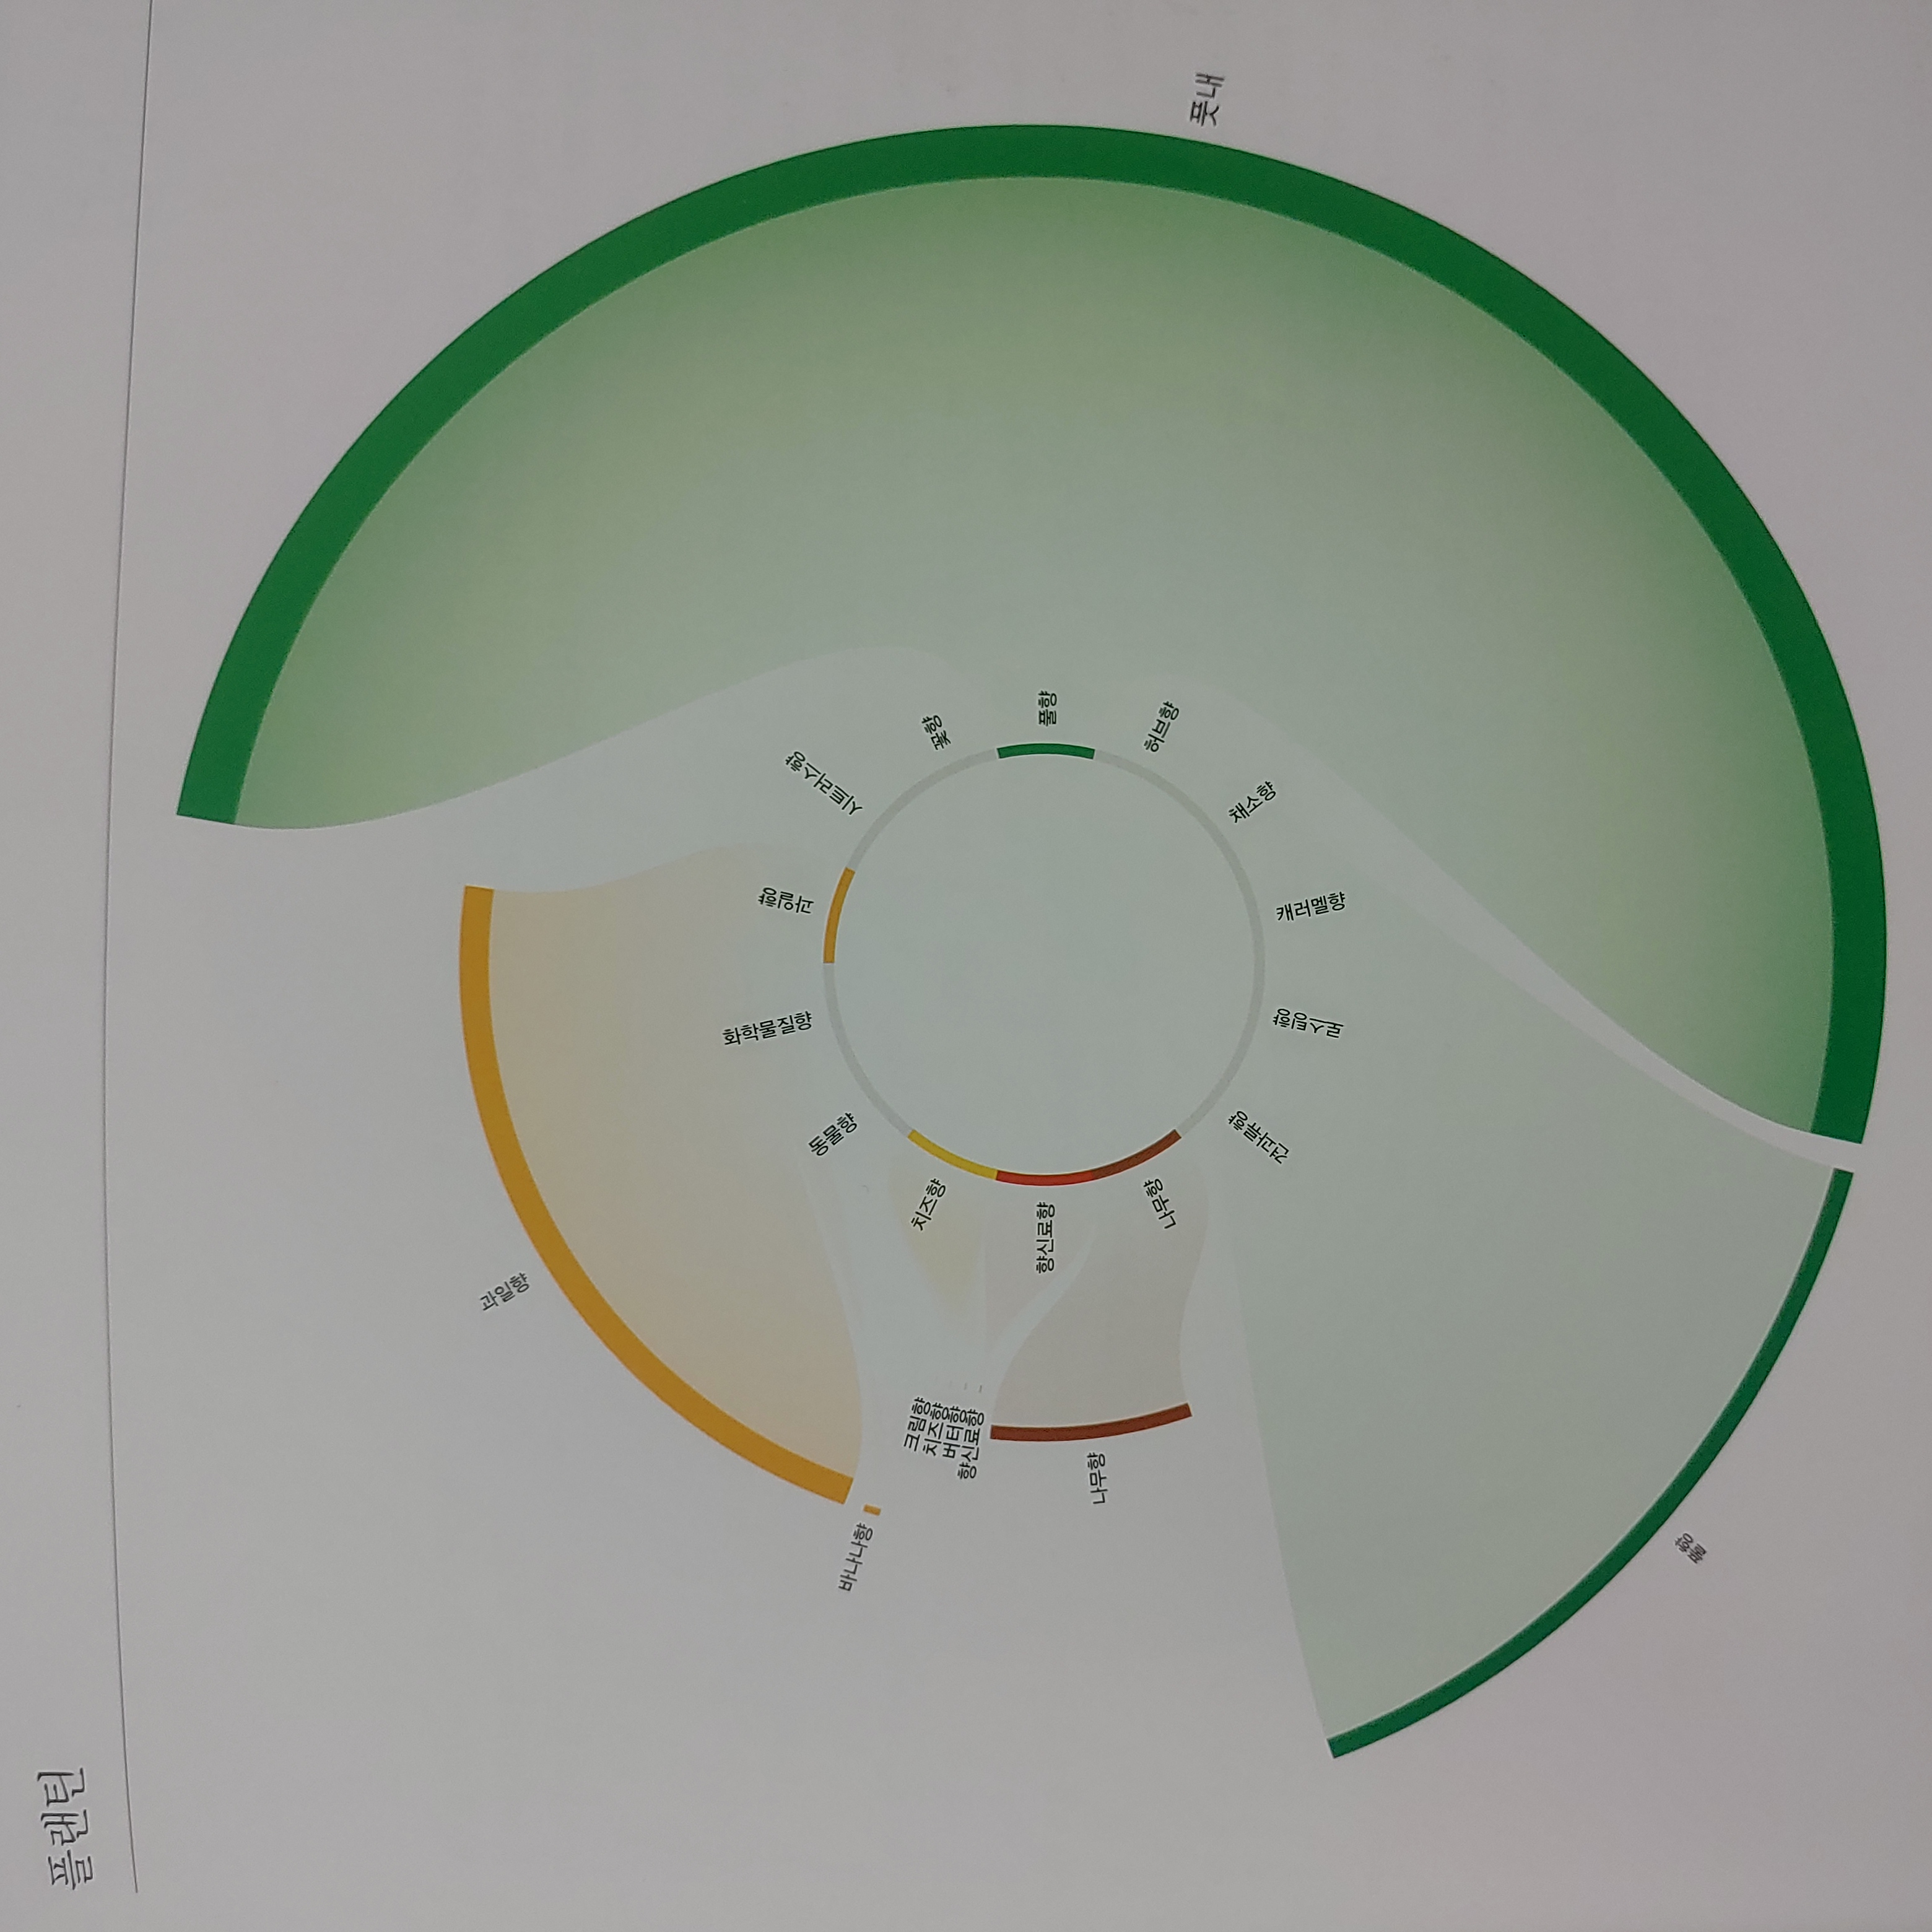 플랜틴
과일향
바나나향
크림향
치즈향
버터향
향신료향
나무향
풀향
풋내
화학물질향
과일향
시트러스향
꽃향
풀향
허브향
채소향
캐러멜향
로스팅향
견과류향
나무향
향신료향
치즈향
동물향